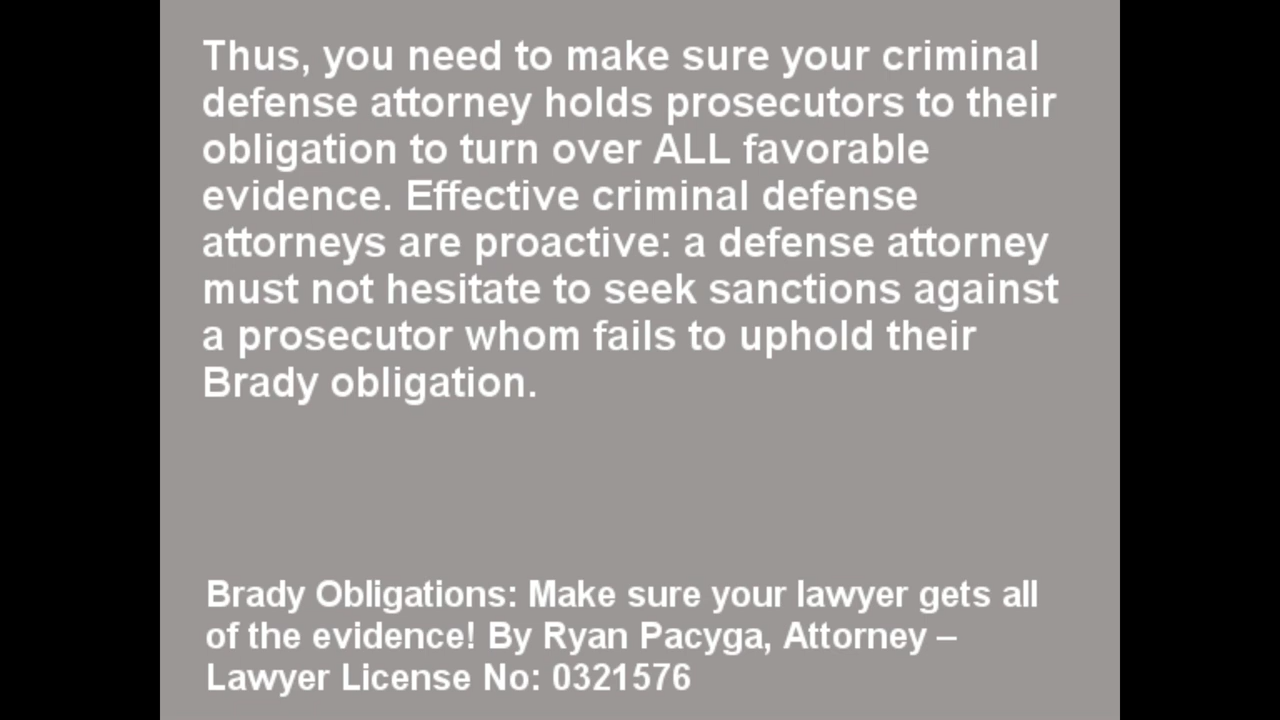 Thus, you need to make sure your criminal
defense attorney holds prosecutors to their
obligation to turn over ALL favorable
evidence. Effective criminal defense
attorneys are proactive: a defense attorney
must not hesitate to seek sanctions against
a prosecutor whom fails to uphold their
Brady obligation.
Brady Obligations: Make sure your lawyer gets all
of the evidence! By Ryan Pacyga, Attorney –
Lawyer License No: 0321576